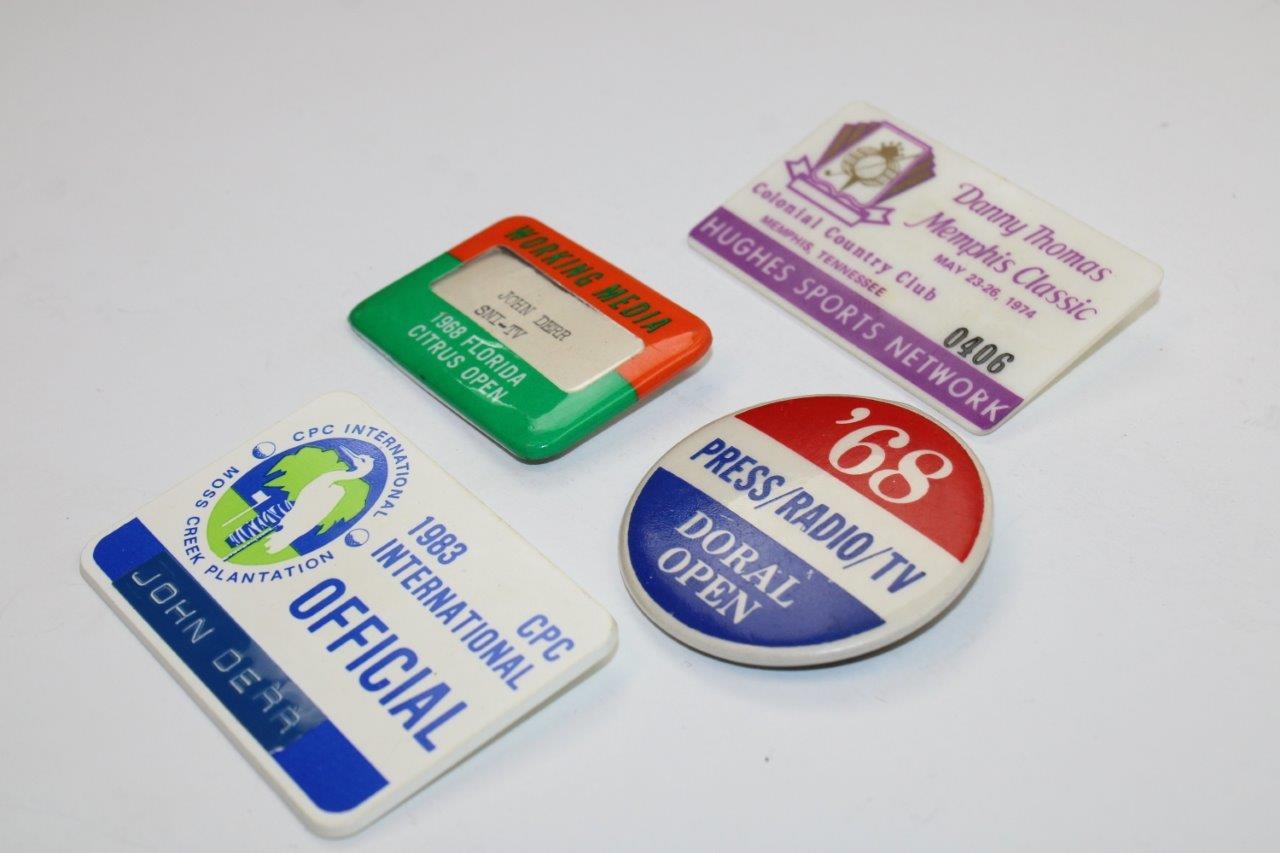 WORKING MEDIA
JOHN DERR
SNI-TV
1968 FLORIDA
CITRUS OPEN
Danny Thomas
Memphis Classic
MAY 23-26, 1974
Colonial Country Club
MEMPHIS, TENNESSEE
0406
HUGHES SPORTS NETWORK
CPC INTERNATIONAL
MOSS CREEK PLANTATION
1983 CPC
INTERNATIONAL
OFFICIAL
JOHN DERR
'68
PRESS/RADIO/TV
DORAL
OPEN